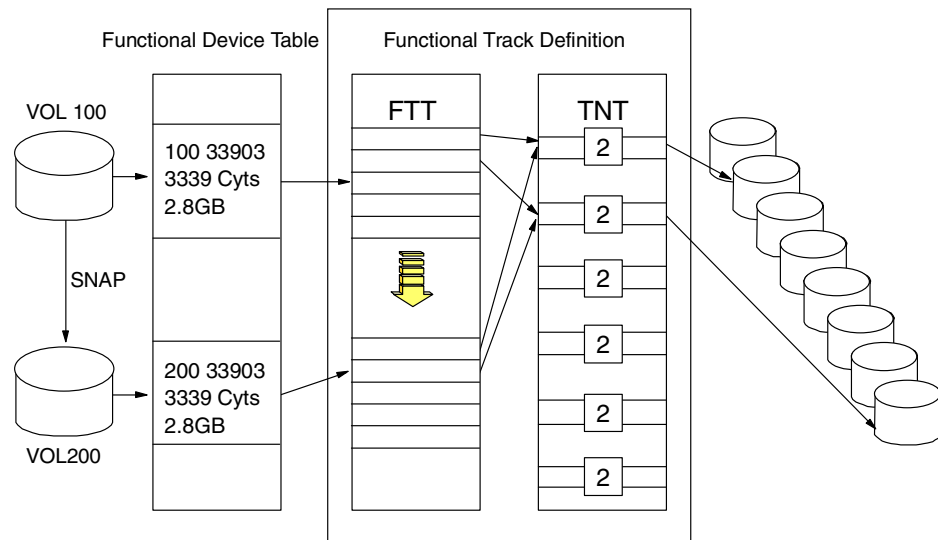 Functional Device Table
Functional Track Definition
VOL 100
100 33903
3339 Cyts
2.8GB
SNAP
200 33903
3339 Cyts
2.8GB
VOL200
FTT
TNT
2
2
2
2
2
2